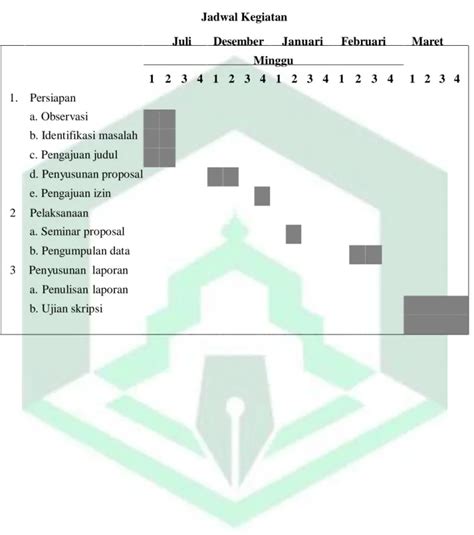 Jadwal Kegiatan
Juli Desember Januari Februari Maret
Minggu
1 2 3 4 1 2 3 4 1 2 3 4 1 2 3 4 1 2 3 4
1. Persiapan
a. Observasi
b. Identifikasi masalah
c. Pengajuan judul
d. Penyusunan proposal
e. Pengajuan izin
2 Pelaksanaan
a. Seminar proposal
b. Pengumpulan data
3 Penyusunan laporan
a. Penulisan laporan
b. Ujian skripsi